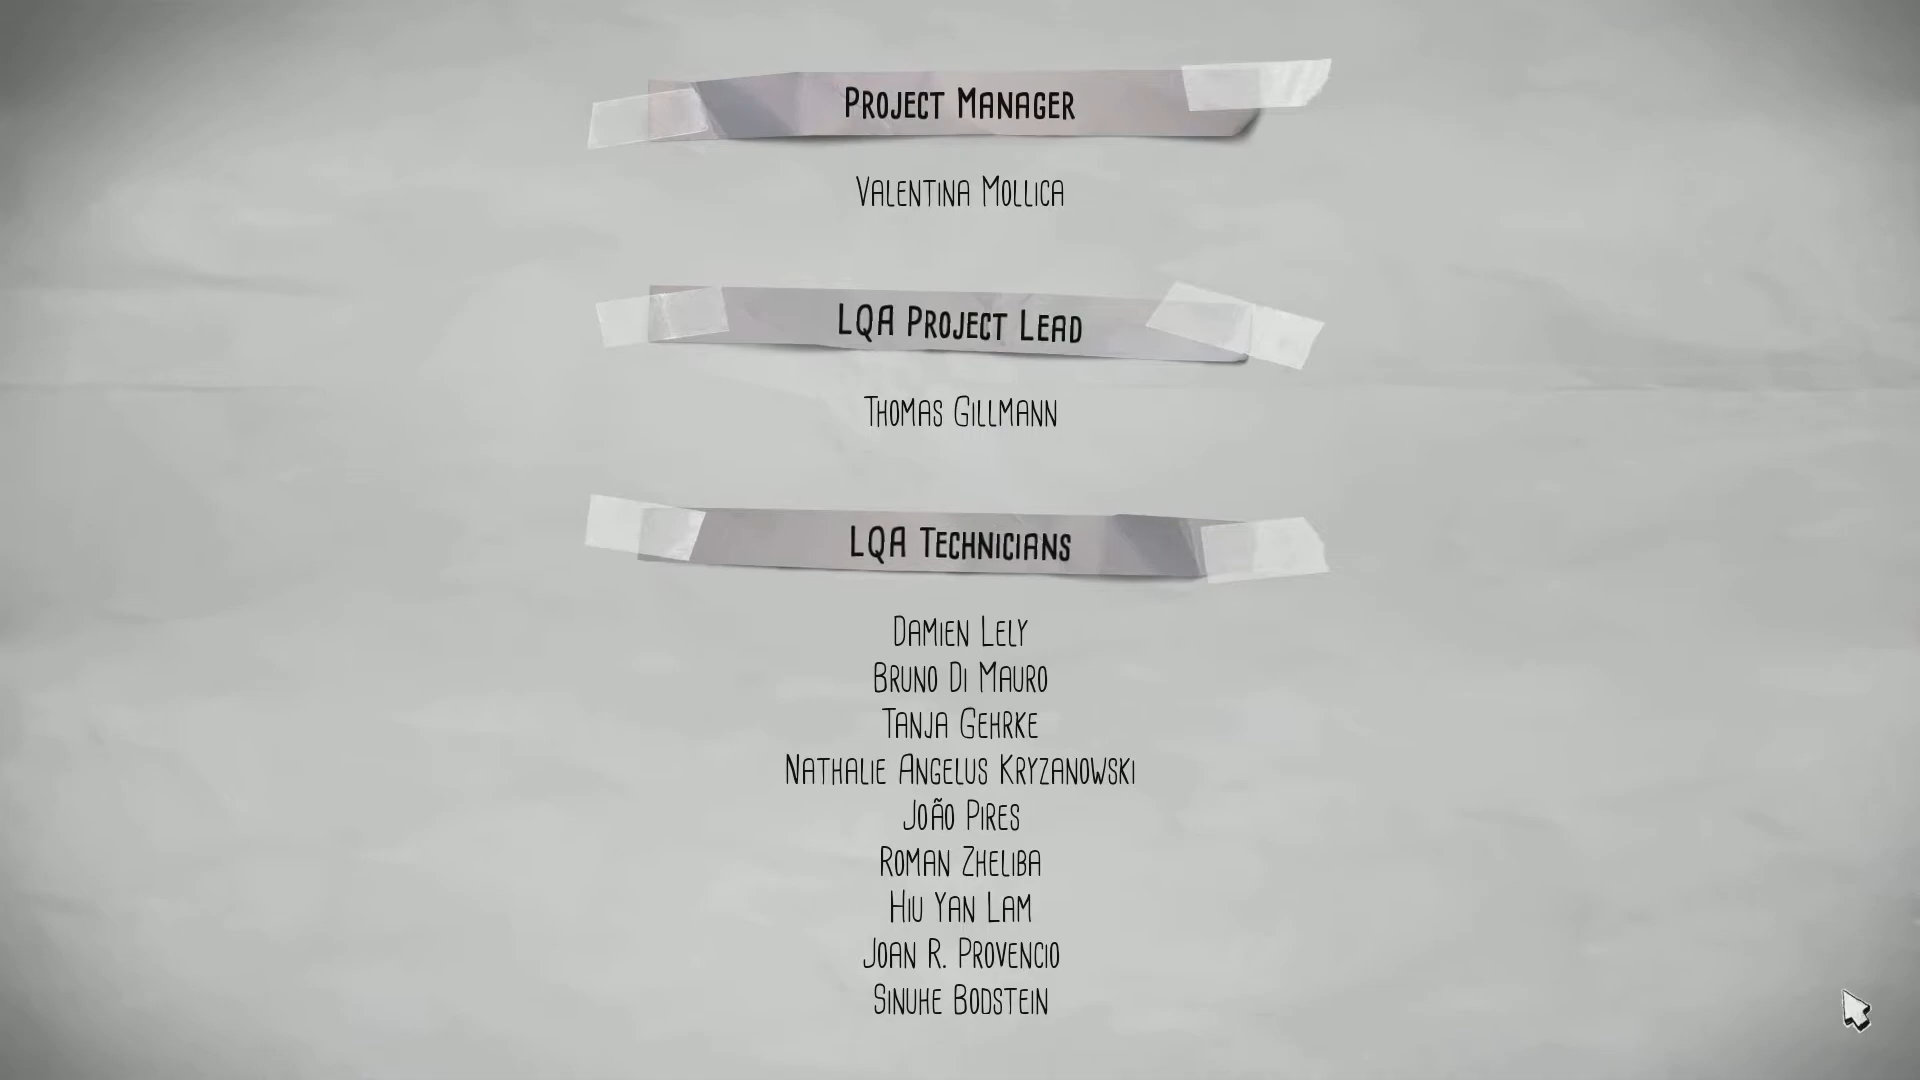 Project Manager
Valentina Mollica
LQA Project Lead
Thomas Gillmann
LQA Technicians
Damien Lely
Bruno Di Mauro
Tanja Gehrke
Nathalie Angelus Kryzanowski
João Pires
Roman Zheliba
Hiu Yan Lam
Joan R. Provencio
Sinuhe Bodstein